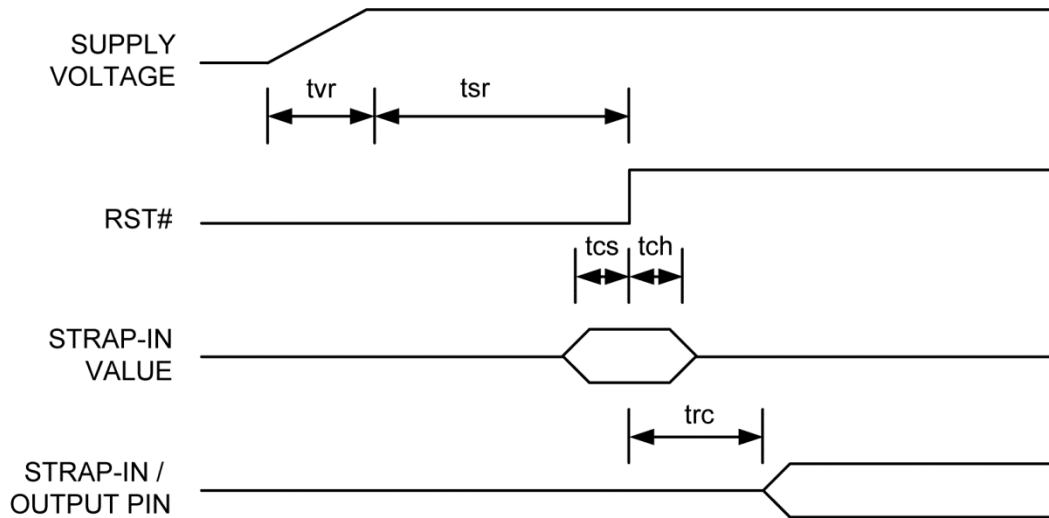 SUPPLY
VOLTAGE
tvr
tsr
RST#
tcs
tch
STRAP-IN
VALUE
trc
STRAP-IN /
OUTPUT PIN